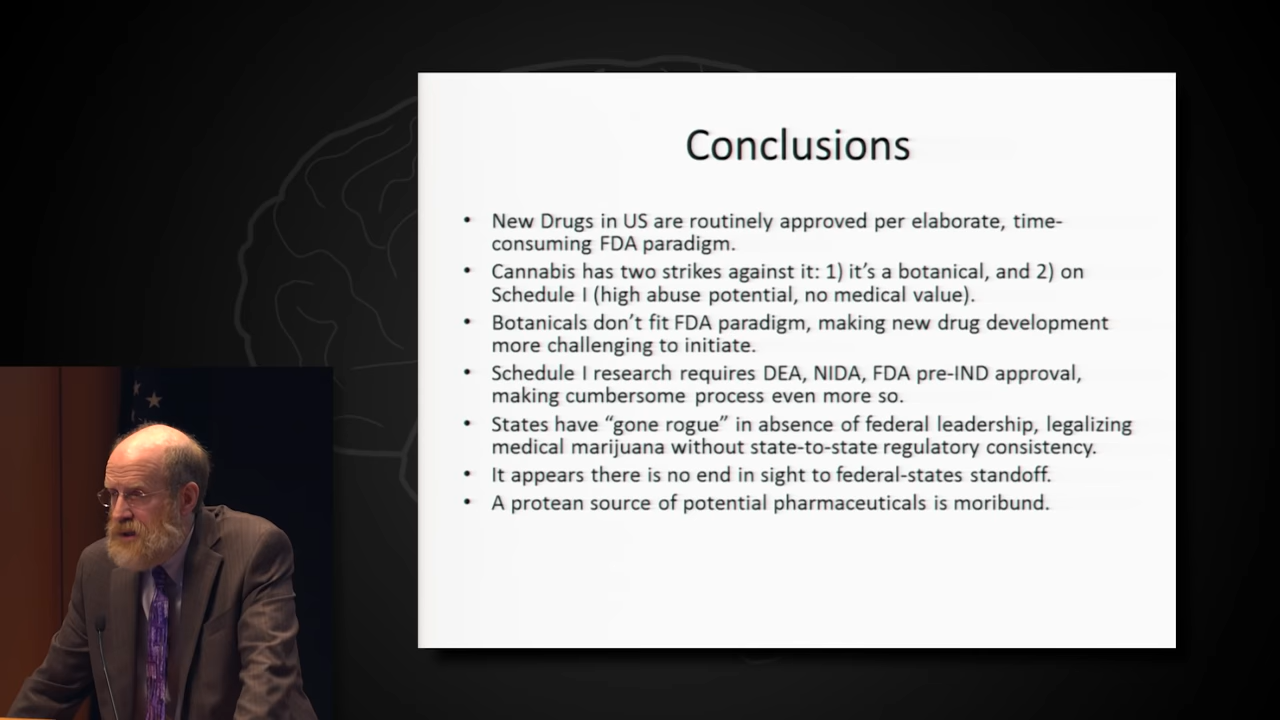 Conclusions
• New Drugs in US are routinely approved per elaborate, time-
consuming FDA paradigm.
• Cannabis has two strikes against it: 1) it’s a botanical, and 2) on
Schedule I (high abuse potential, no medical value).
• Botanicals don’t fit FDA paradigm, making new drug development
more challenging to initiate.
• Schedule I research requires DEA, NIDA, FDA pre-IND approval,
making cumbersome process even more so.
• States have “gone rogue” in absence of federal leadership, legalizing
medical marijuana without state-to-state regulatory consistency.
• It appears there is no end in sight to federal-states standoff.
• A protean source of potential pharmaceuticals is moribund.